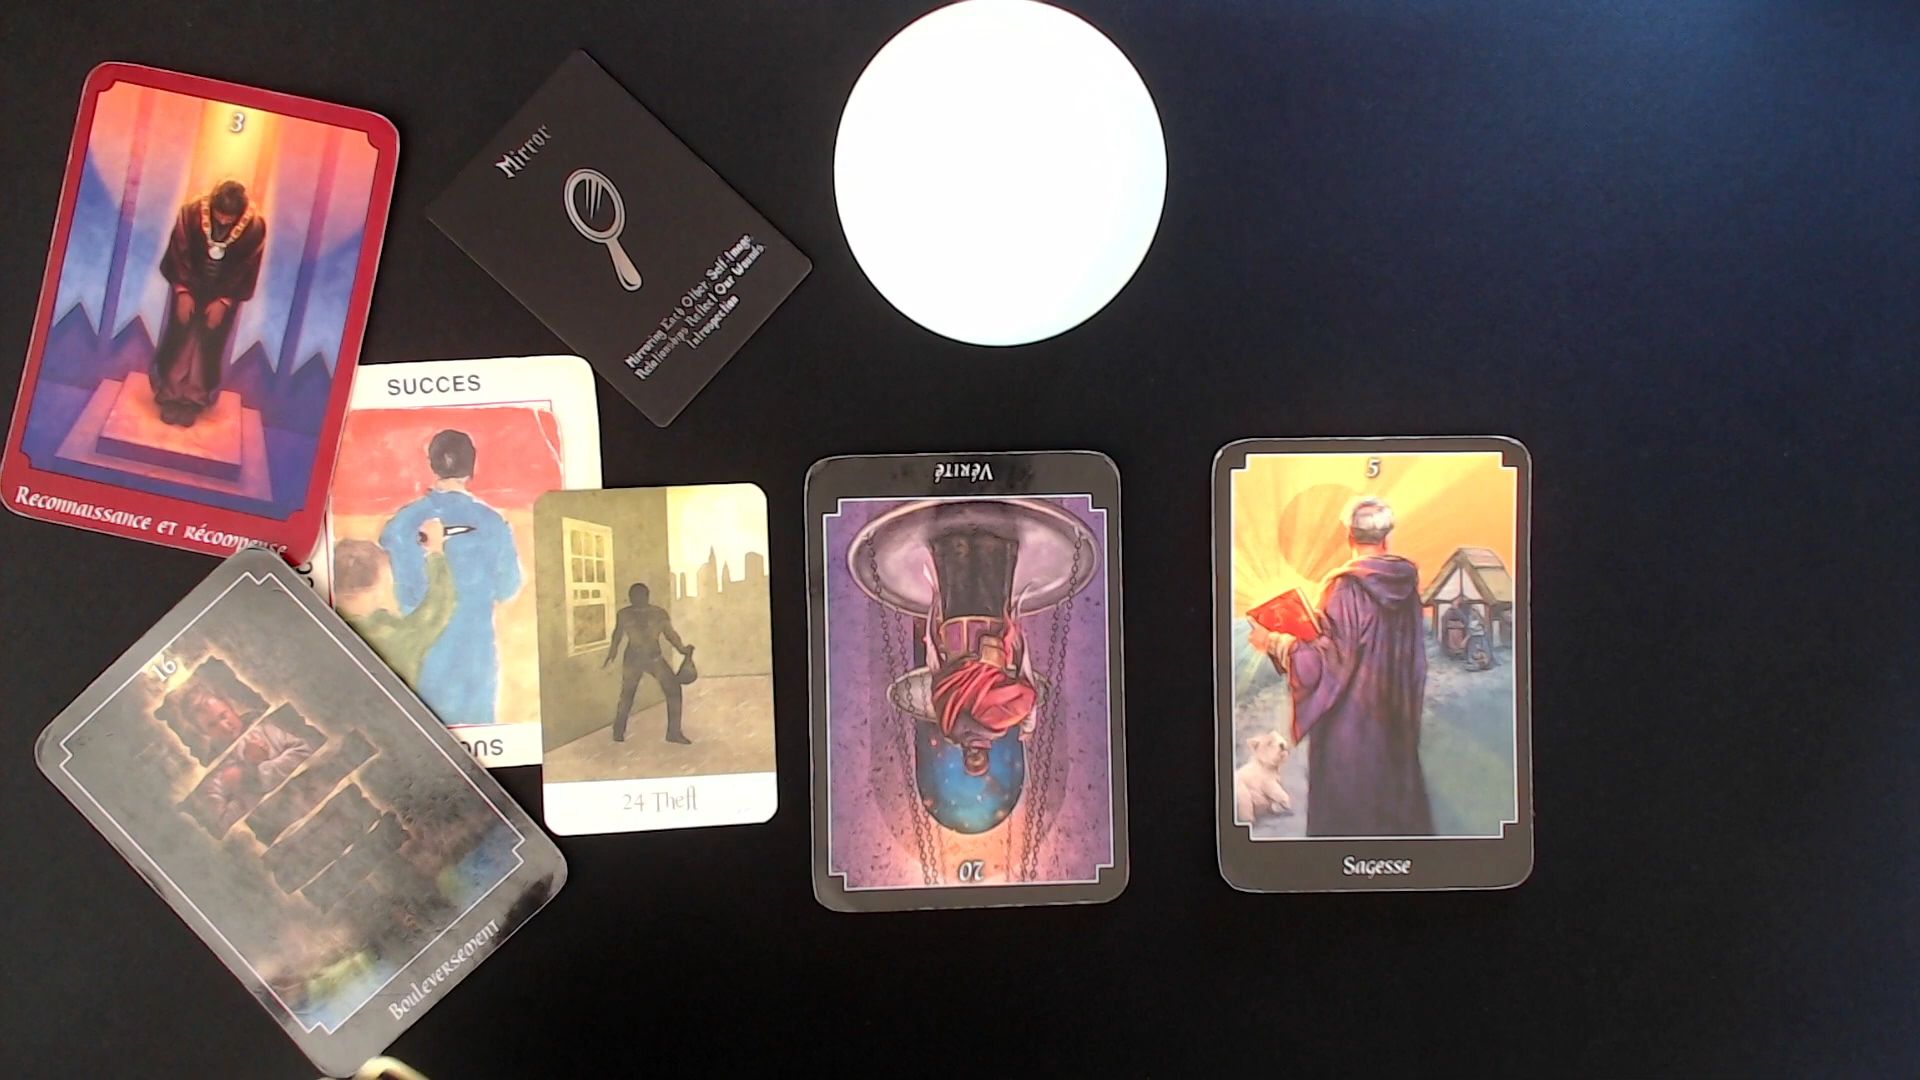 3
Reconnaissance et récompense
Mirror
Mirroring Each Other, Self-Image,
Relationships Reflect Our Wounds,
Introspection
SUCCES
ons
24 Theft
16
Bouleversement
Vérité
20
5
Sagesse